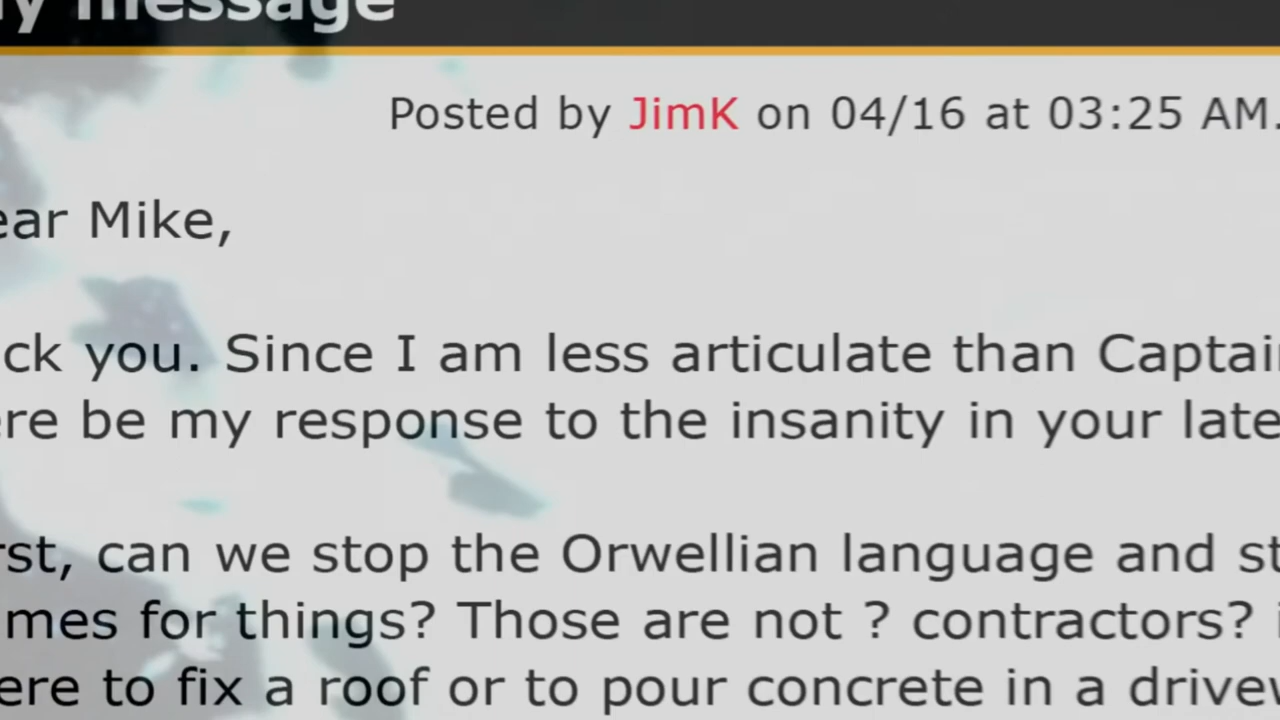 y message
Posted by JimK on 04/16 at 03:25 AM.
ear Mike,
ck you. Since I am less articulate than Captai
ere be my response to the insanity in your late
rst, can we stop the Orwellian language and st
mes for things? Those are not ? contractors? i
ere to fix a roof or to pour concrete in a drivew